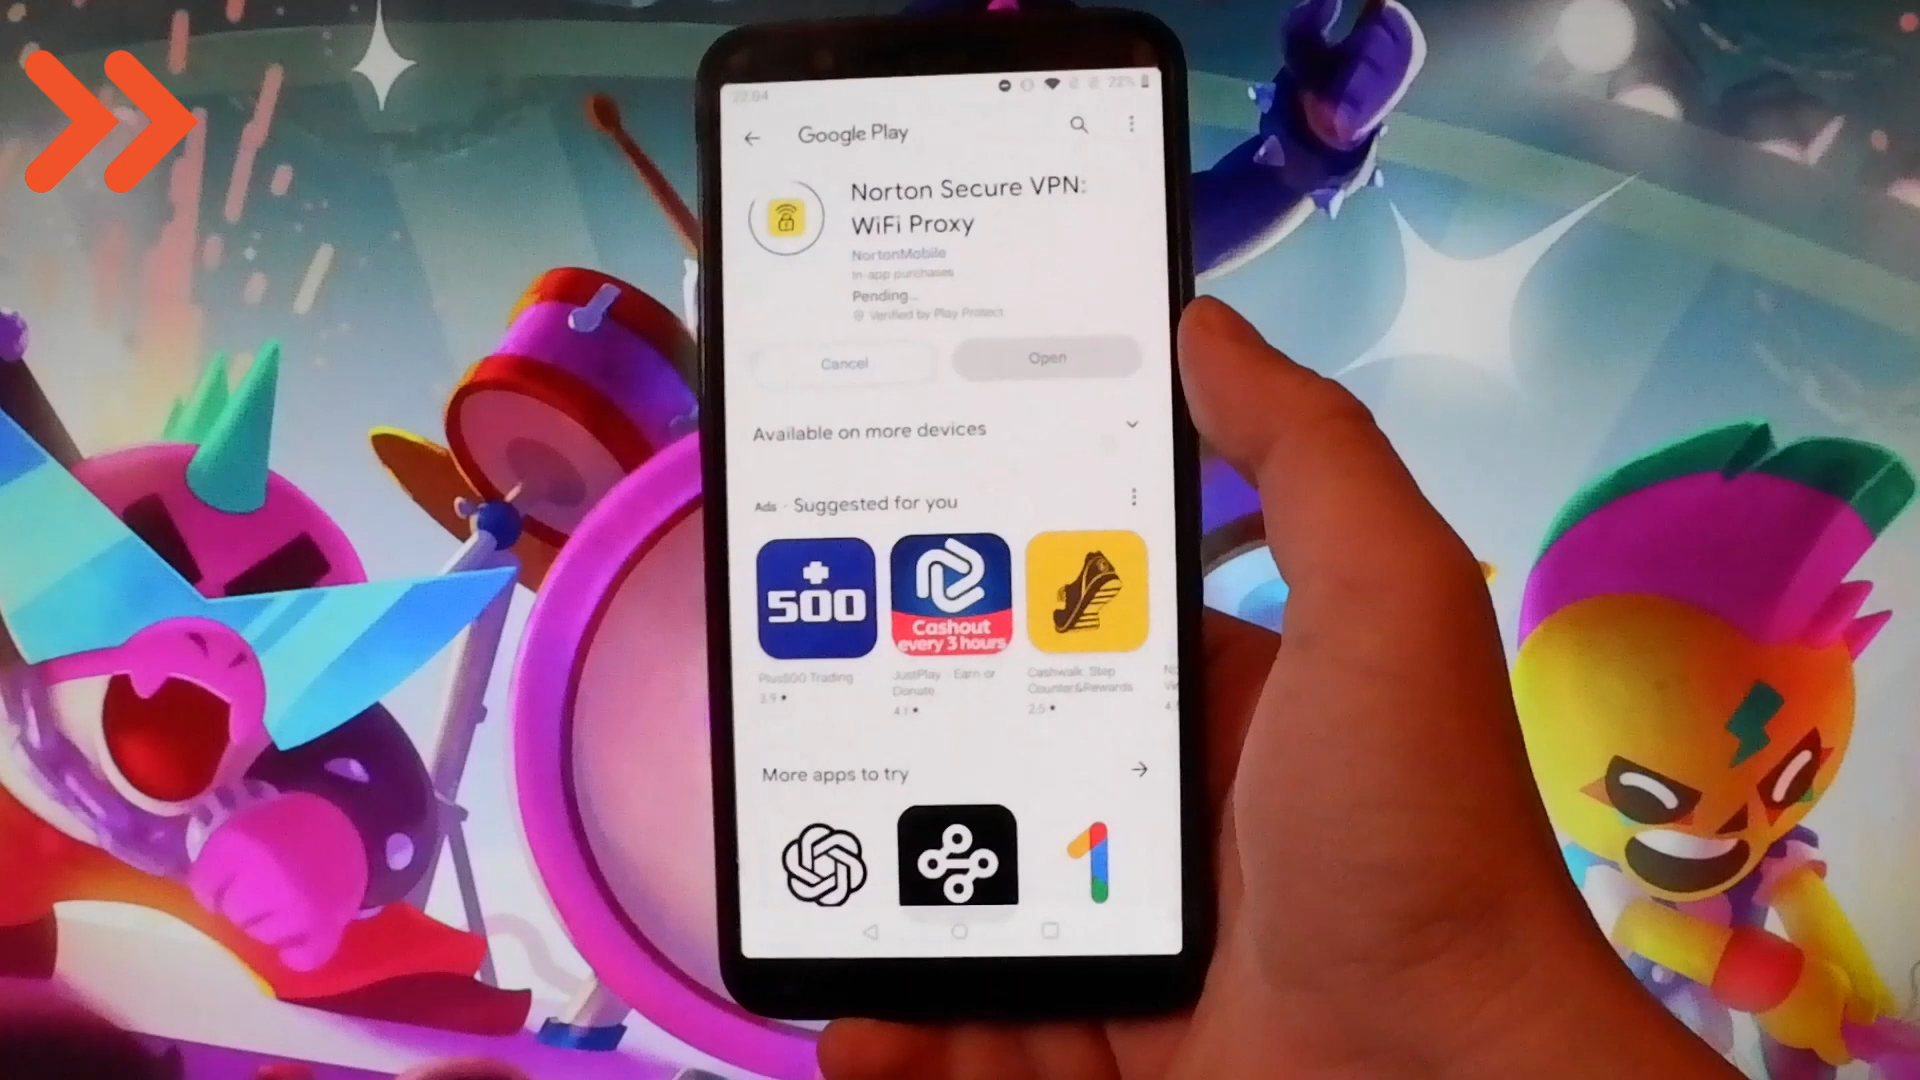 22:04
22%
Google Play
Norton Secure VPN:
WiFi Proxy
NortonMobile
In-app purchases
Pending...
Verified by Play Protect
Cancel
Open
Available on more devices
Ads · Suggested for you
+
500
Cashout
every 3 hours
Plus500 Trading
3.9 ★
JustPlay - Earn or
Donate
4.1 ★
Cashwalk: Step
Counter&Rewards
2.5 ★
More apps to try